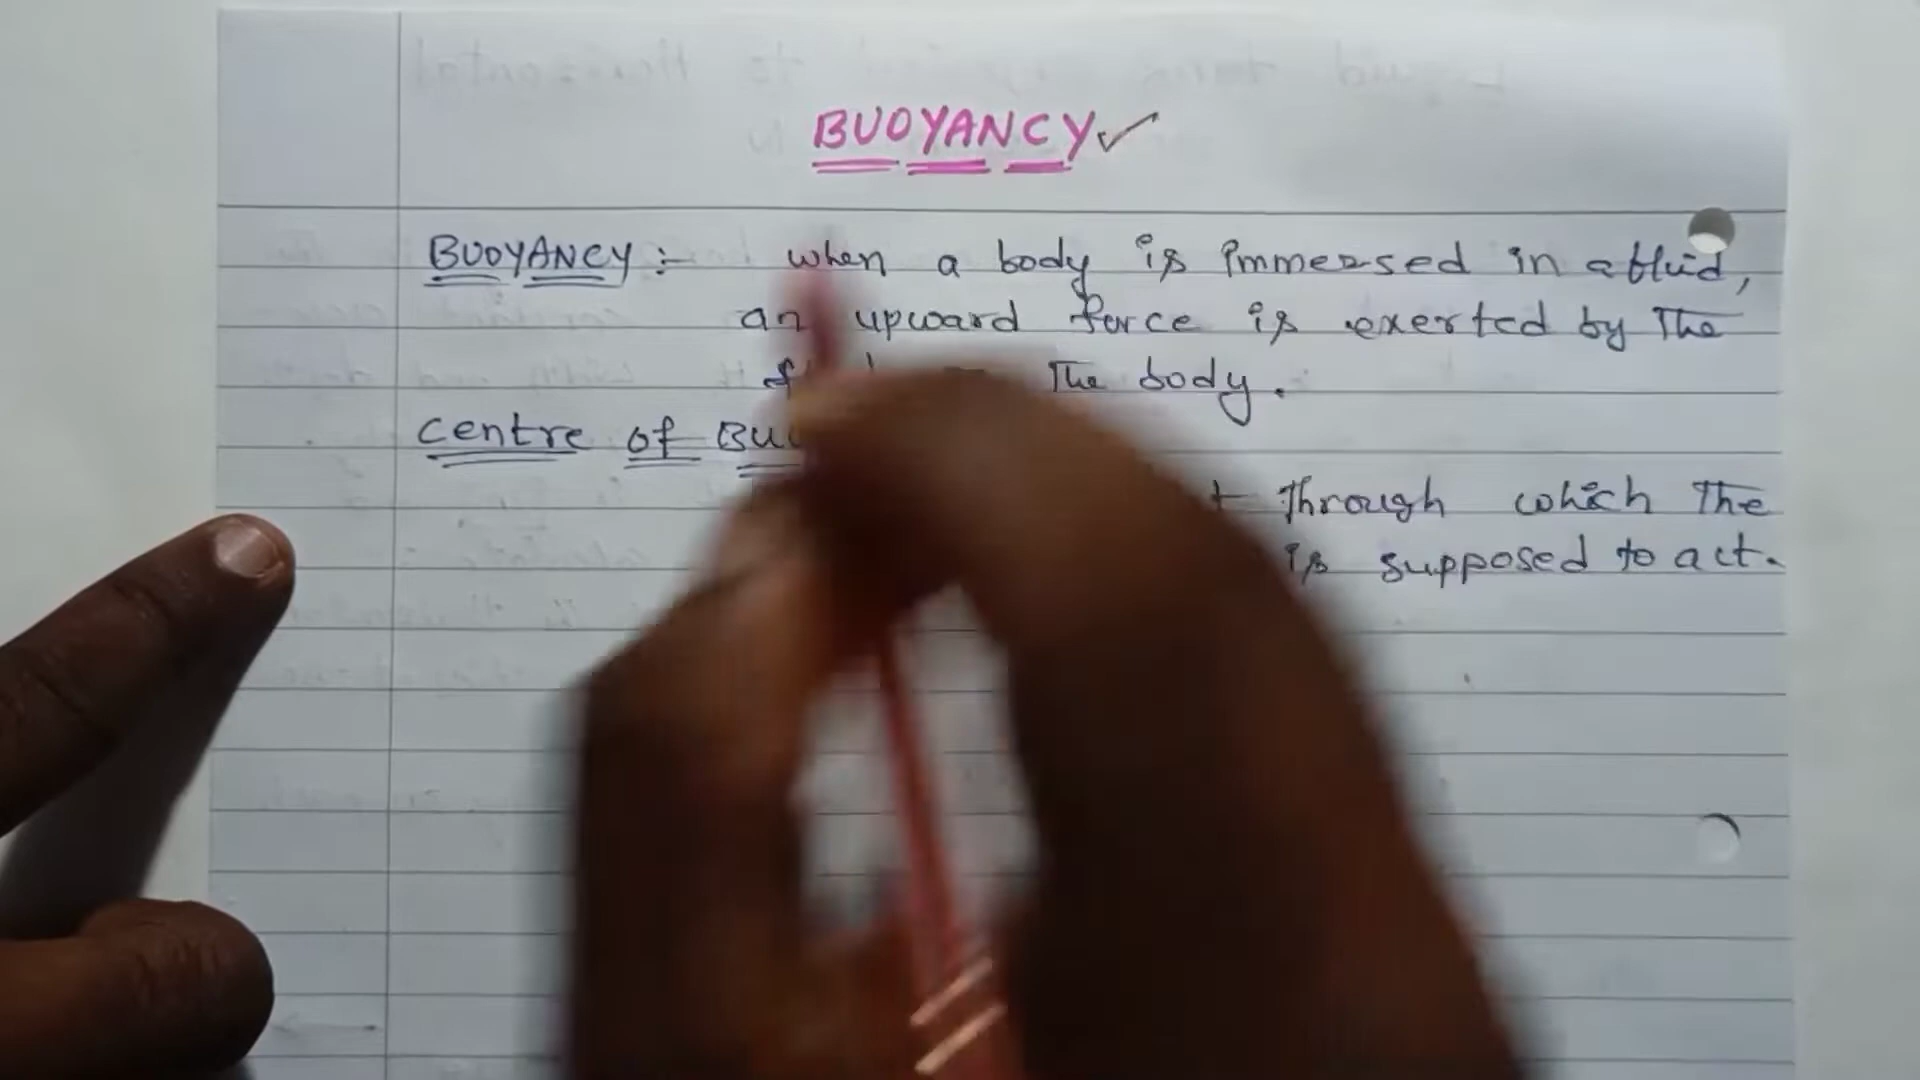 BUOYANCY
BUOYANCY :- when a body is immersed in a fluid,
an upward force is exerted by The
The body.
centre of
Through which The
is supposed to act.